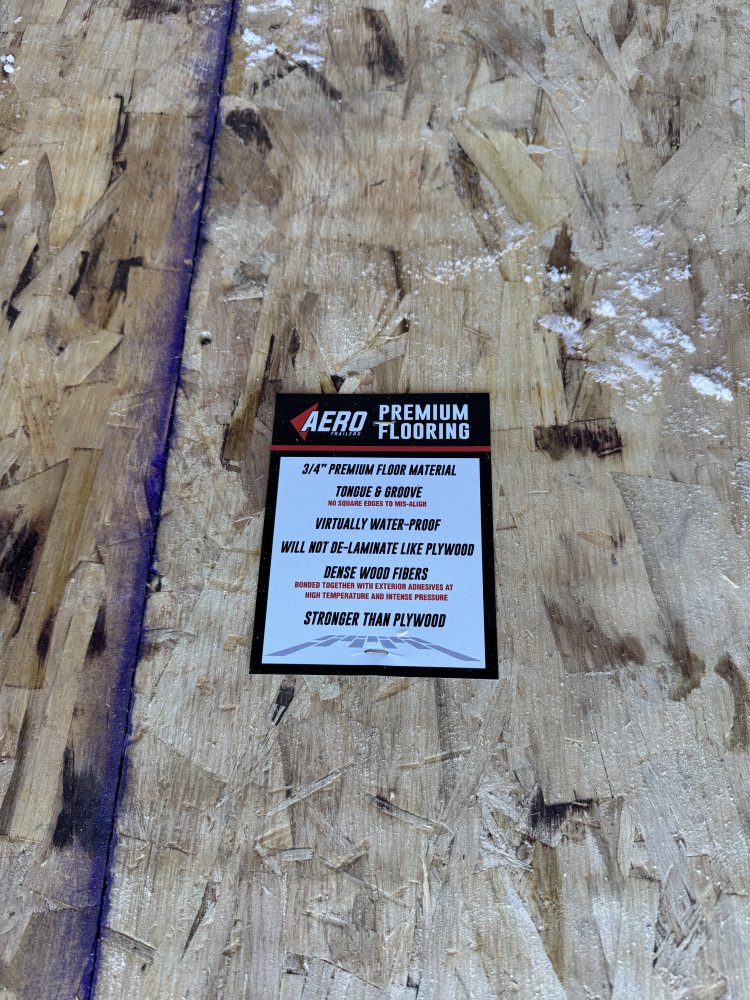 AERO
TRAILERS
PREMIUM
FLOORING
3/4" PREMIUM FLOOR MATERIAL
TONGUE & GROOVE
NO SQUARE EDGES TO MIS-ALIGN
VIRTUALLY WATER-PROOF
WILL NOT DE-LAMINATE LIKE PLYWOOD
DENSE WOOD FIBERS
BONDED TOGETHER WITH EXTERIOR ADHESIVES AT
HIGH TEMPERATURE AND INTENSE PRESSURE
STRONGER THAN PLYWOOD